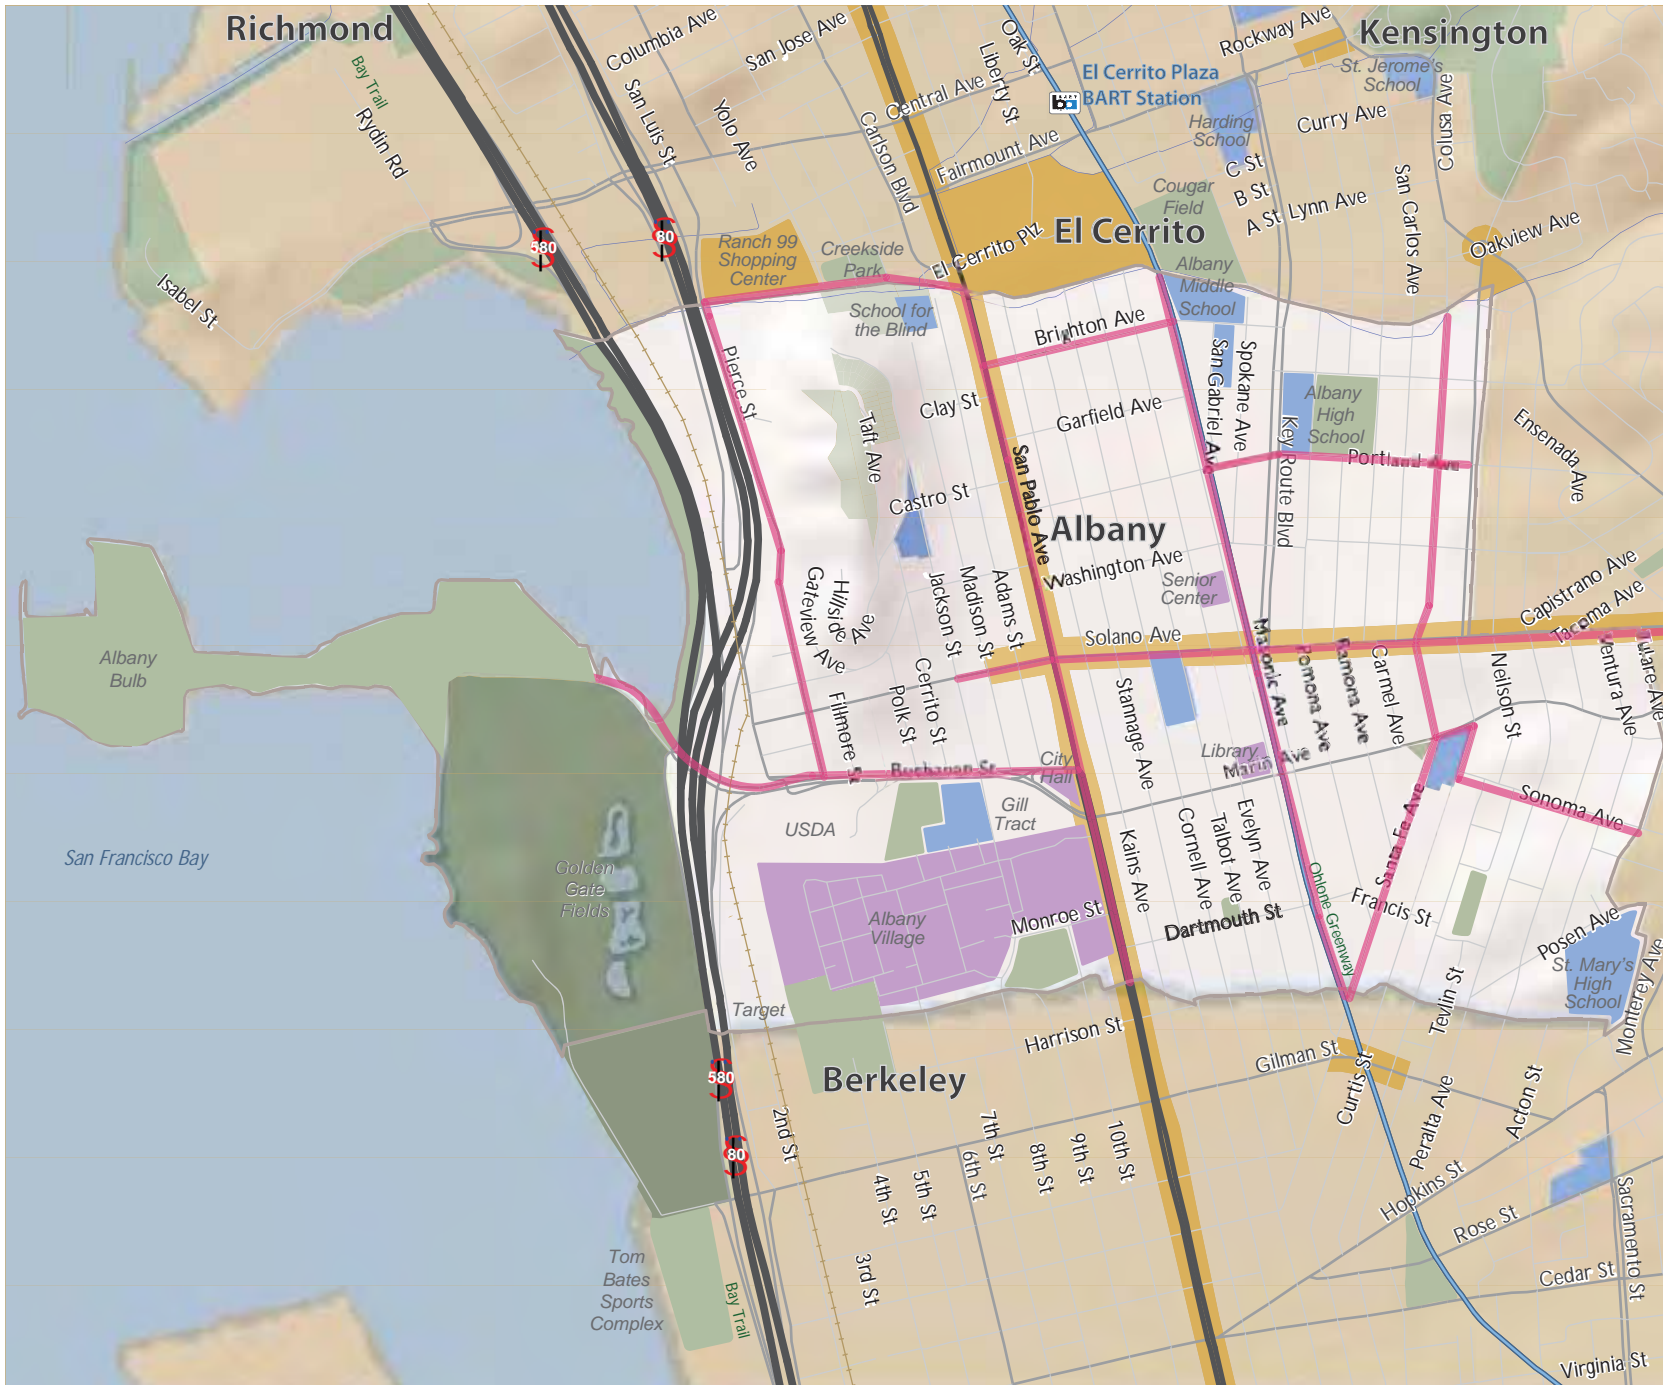 Richmond
Kensington
Columbia Ave
San Jose Ave
Oak St
Liberty St
Rockway Ave
St. Jerome's
School
El Cerrito Plaza
BART Station
Bay Trail
Rydin Rd
San Luis St
Yolo Ave
Central Ave
Carlson Blvd
Fairmount Ave
Harding
School
Curry Ave
Colusa Ave
C St
B St
A St
Lynn Ave
San Carlos Ave
Oakview Ave
Cougar
Field
El Cerrito
El Cerrito Plz
580
80
Ranch 99
Shopping
Center
Creekside
Park
Albany
Middle
School
Isabel St
School for
the Blind
Brighton Ave
Pierce St
San Gabriel Ave
Spokane Ave
Key Route Blvd
Albany
High
School
Clay St
Garfield Ave
Taft Ave
Ensenada Ave
Portland Ave
San Pablo Ave
Castro St
Albany
Washington Ave
Senior
Center
Gateview Ave
Hillside
Ave
Jackson St
Madison St
Adams St
Solano Ave
Capistrano Ave
Tacoma Ave
Masonic Ave
Pomona Ave
Ramona Ave
Carmel Ave
Neilson St
Ventura Ave
Tulare Ave
Albany
Bulb
Fillmore St
Polk St
Cerrito St
Stannage Ave
Library
Marin Ave
City
Hall
Buchanan St
USDA
Gill
Tract
Sonoma Ave
Santa Fe Ave
San Francisco Bay
Golden
Gate
Fields
Kains Ave
Cornell Ave
Talbot Ave
Evelyn Ave
Ohlone Greenway
Francis St
Albany
Village
Monroe St
Dartmouth St
Posen Ave
St. Mary's
High
School
Monterey Ave
Target
Tevlin St
Harrison St
Gilman St
Berkeley
580
80
Curtis St
Peralta Ave
Acton St
2nd St
7th St
6th St
8th St
9th St
10th St
4th St
5th St
3rd St
Hopkins St
Rose St
Sacramento St
Cedar St
Virginia St
Tom
Bates
Sports
Complex
Bay Trail